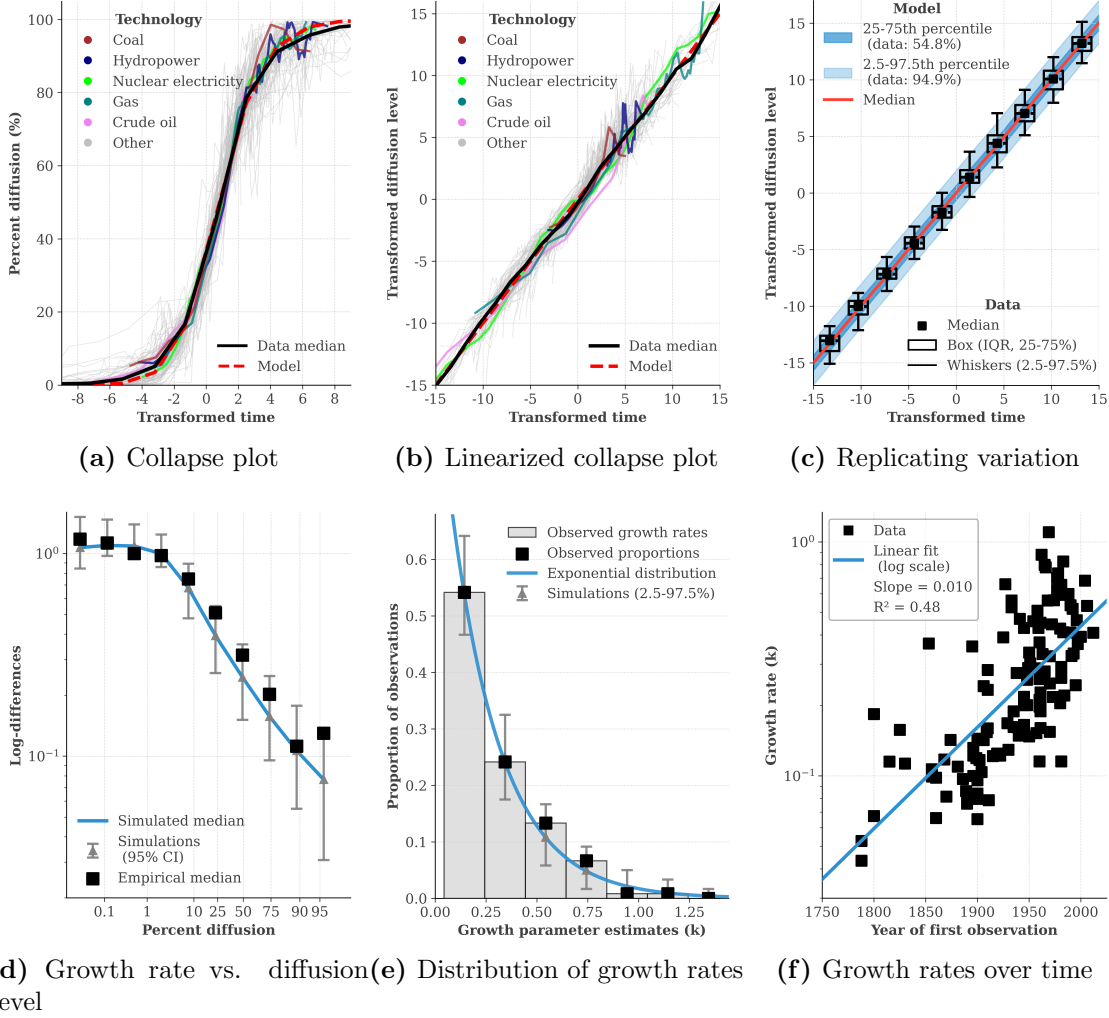 Technology
Coal
Hydropower
Nuclear electricity
Gas
Crude oil
Other
Data median
Model
Percent diffusion (%)
100
80
60
40
20
0
-8 -6 -4 -2 0 2 4 6 8
Transformed time
(a) Collapse plot
Technology
Coal
Hydropower
Nuclear electricity
Gas
Crude oil
Other
Data median
Model
Transformed diffusion level
15
10
5
0
-5
-10
-15
-15 -10 -5 0 5 10 15
Transformed time
(b) Linearized collapse plot
Model
25-75th percentile
(data: 54.8%)
2.5-97.5th percentile
(data: 94.9%)
Median
Data
Median
Box (IQR, 25-75%)
Whiskers (2.5-97.5%)
Transformed diffusion level
15
10
5
0
-5
-10
-15
-15 -10 -5 0 5 10 15
Transformed time
(c) Replicating variation
Log-differences
10⁰
10⁻¹
Simulated median
Simulations
(95% CI)
Empirical median
0.1 1 10 25 50 75 90 95
Percent diffusion
d) Growth rate vs. diffusion
evel
Observed growth rates
Observed proportions
Exponential distribution
Simulations (2.5-97.5%)
Proportion of observations
0.6
0.5
0.4
0.3
0.2
0.1
0.0
0.00 0.25 0.50 0.75 1.00 1.25
Growth parameter estimates (k)
(e) Distribution of growth rates
Data
Linear fit
(log scale)
Slope = 0.010
R² = 0.48
Growth rate (k)
10⁰
10⁻¹
1750 1800 1850 1900 1950 2000
Year of first observation
(f) Growth rates over time